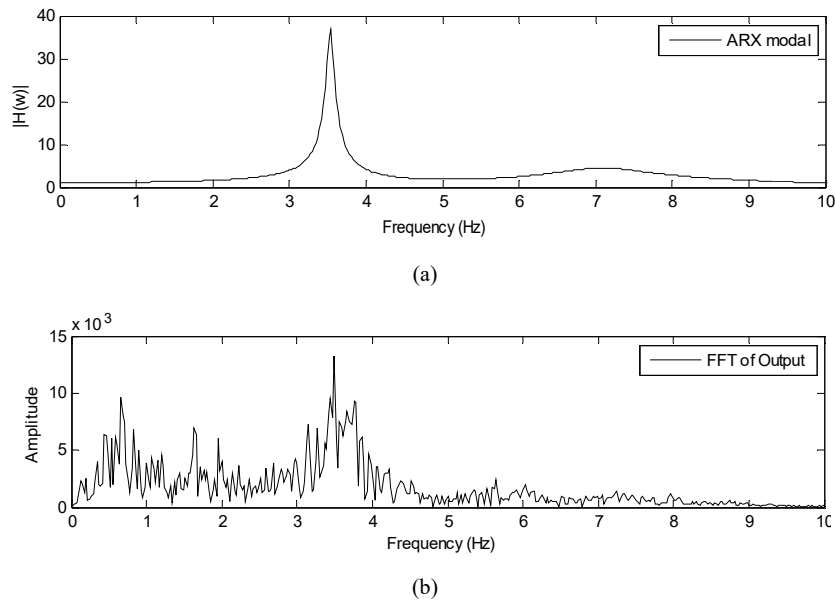 40
30
20
10
0
|H(w)|
ARX modal
0 1 2 3 4 5 6 7 8 9 10
Frequency (Hz)
(a)
x 10 3
15
10
5
0
Amplitude
FFT of Output
0 1 2 3 4 5 6 7 8 9 10
Frequency (Hz)
(b)